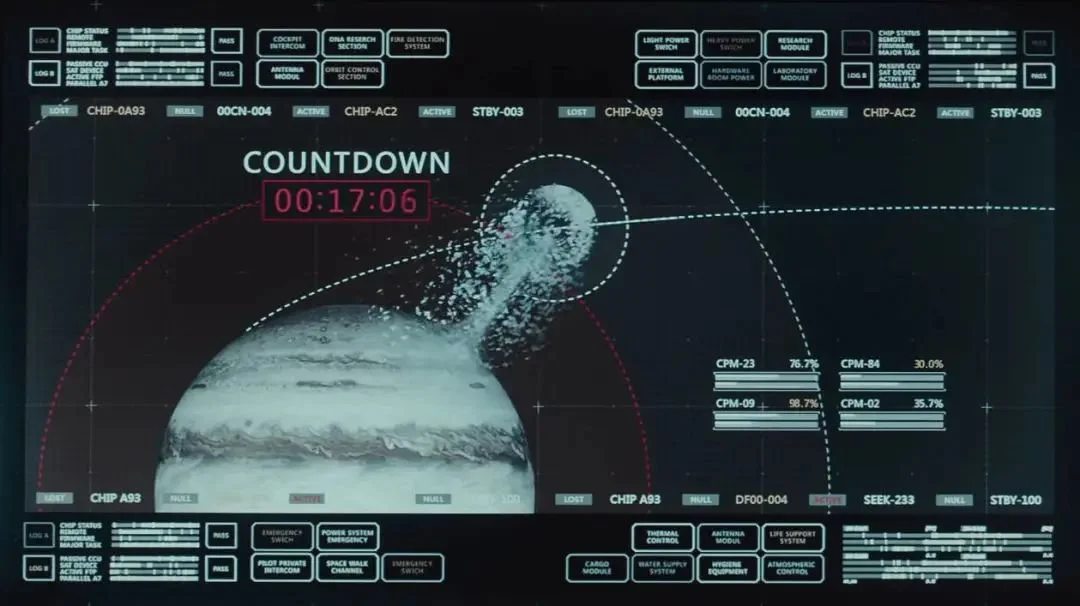 LOG A
CHIP STATUS
REMOTE
FIRMWARE
MAJOR TASK
PASS
COCKPIT
INTERCOM
DNA RESERCH
SECTION
FIRE DETECTION
SYSTEM
LOG B
PASSIVE CCU
SAT DEVICE
ACTIVE FTP
PARALLEL A7
PASS
ANTENNA
MODUL
ORBIT CONTROL
SECTION
LIGHT POWER
SWICH
HEAVY POWER
SWICH
RESEARCH
MODULE
CHIP STATUS
REMOTE
FIRMWARE
MAJOR TASK
PASS
EXTERNAL
PLATFORM
HARDWARE
ROOM POWER
LABORATORY
MODULE
LOG B
PASSIVE CCU
SAT DEVICE
ACTIVE FTP
PARALLEL A7
PASS
LOST CHIP-0A93 NULL 00CN-004 ACTIVE CHIP-AC2 ACTIVE STBY-003 LOST CHIP-0A93 NULL 00CN-004 ACTIVE CHIP-AC2 ACTIVE STBY-003
COUNTDOWN
00:17:06
CPM-23 76.7% CPM-84 30.0%
CPM-09 98.7% CPM-02 35.7%
LOST CHIP A93 NULL ACTIVE NULL LOST CHIP A93 NULL DF00-004 ACTIVE SEEK-233 NULL STBY-100
LOG A
CHIP STATUS
REMOTE
FIRMWARE
MAJOR TASK
PASS
EMERGENCY
SWICH
POWER SYSTEM
EMERGENCY
LOG B
PASSIVE CCU
SAT DEVICE
ACTIVE FTP
PARALLEL A7
PASS
PILOT PRIVATE
INTERCOM
SPACE WALK
CHANNEL
EMERGENCY
SWICH
THERMAL
CONTROL
ANTENNA
MODUL
LIFE SUPPORT
SYSTEM
CARGO
MODULE
WATER SUPPLY
SYSTEM
HYGIENE
EQUIPMENT
ATMOSPHERIC
CONTROL